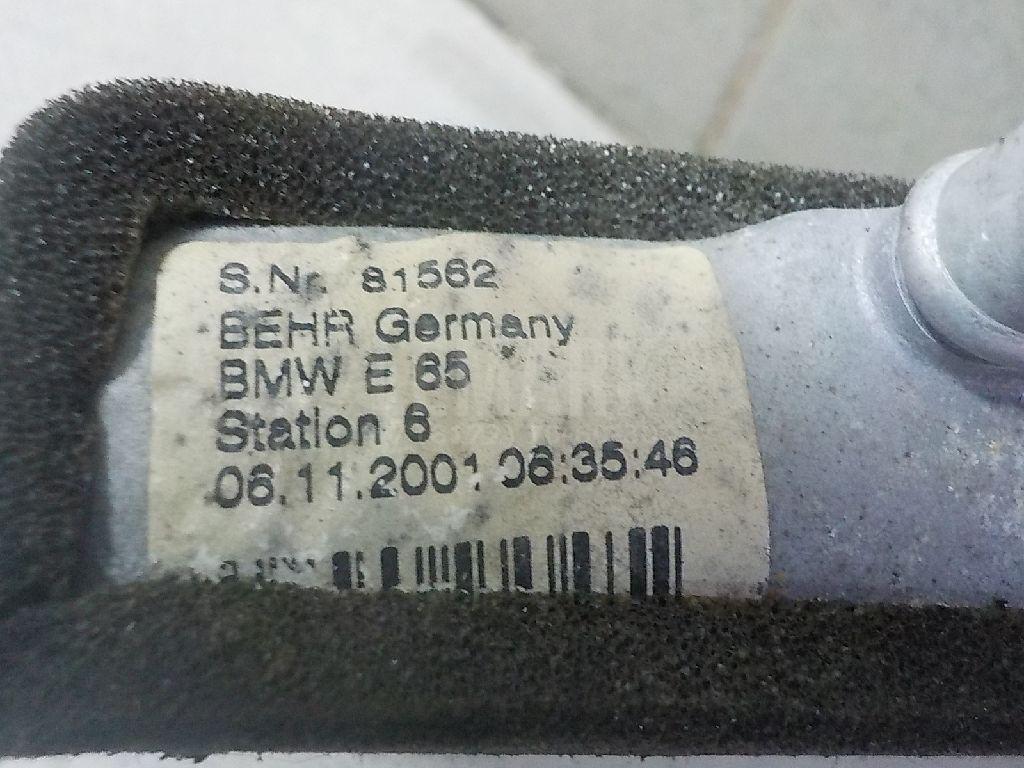 S.Nr. 81562
BEHR Germany
BMW E 65
Station 6
06.11.2001 06:35:46